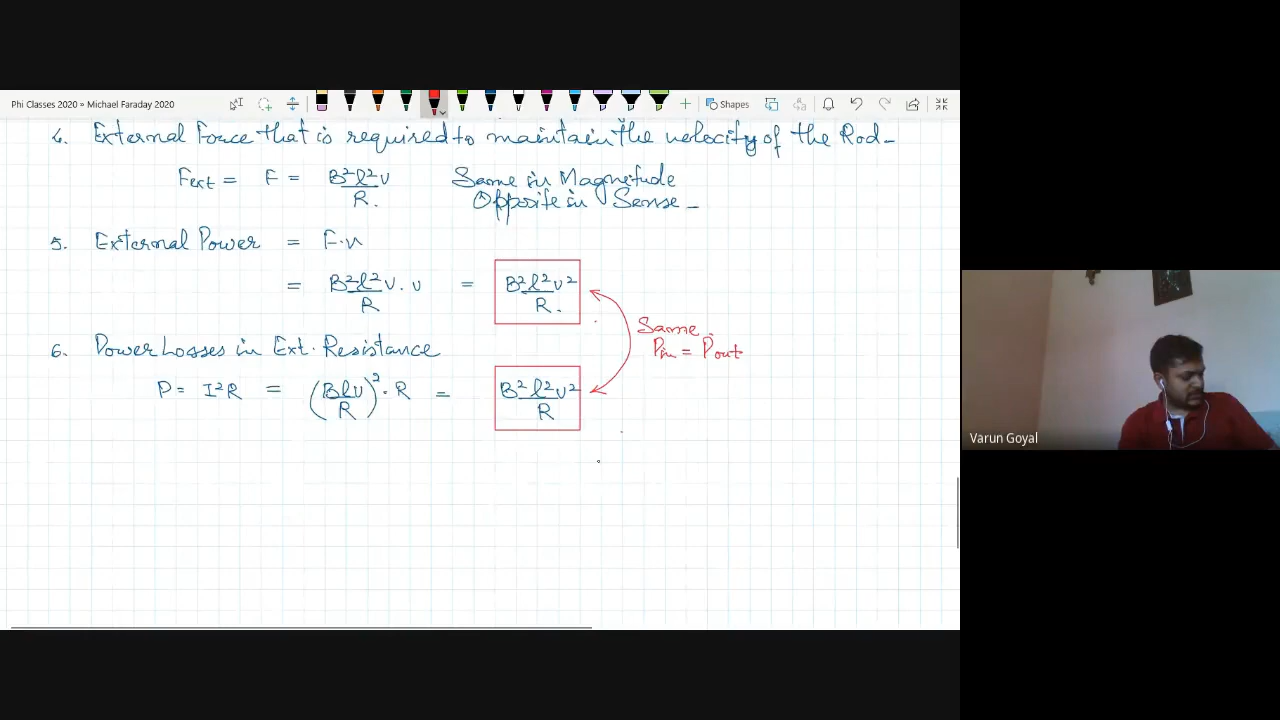 Phi Classes 2020 » Michael Faraday 2020
Shapes
4. External Force that is required to maintain the velocity of the Rod -
Fext = F = B²l²v/R. Same in Magnitude
Opposite in Sense -
5. External Power = F.v
= B²l²v/R . v = B²l²v²/R.
Same.
Pin = Pout
6. Power Losses in Ext. Resistance
P = I²R = (Blv/R)² . R = B²l²v²/R
Varun Goyal